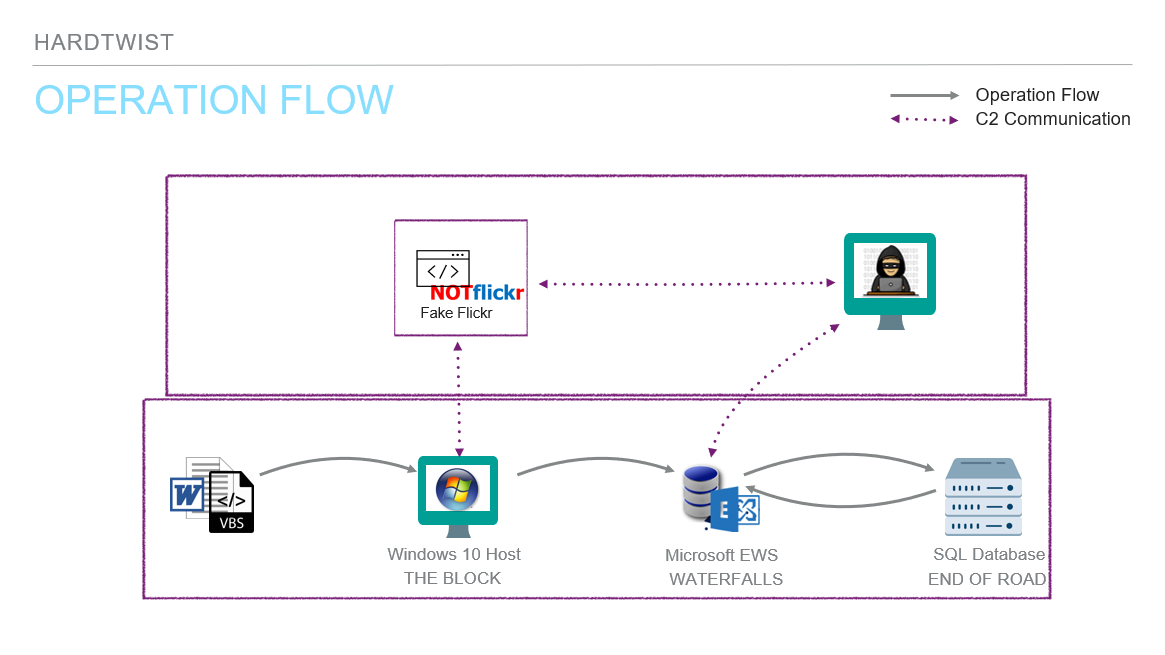 HARDTWIST
OPERATION FLOW
Operation Flow
C2 Communication
</>
NOTflickr
Fake Flickr
W
</>
VBS
E
Windows 10 Host
THE BLOCK
Microsoft EWS
WATERFALLS
SQL Database
END OF ROAD